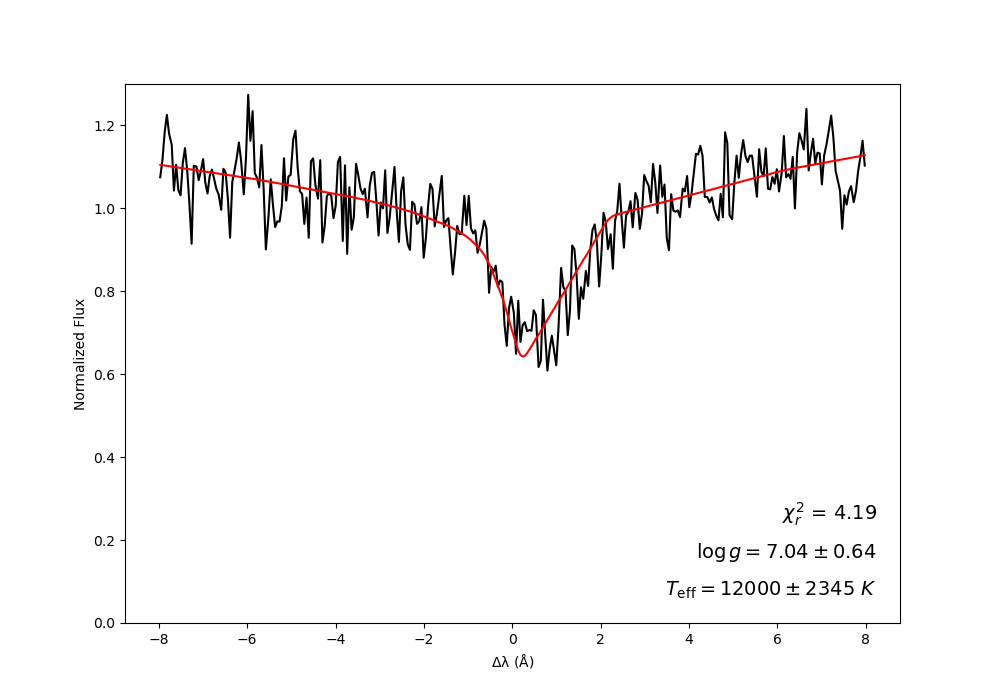 1.2
1.0
0.8
0.6
0.4
0.2
0.0
Normalized Flux
χ²ᵣ = 4.19
log g = 7.04 ± 0.64
T_eff = 12000 ± 2345 K
−8 −6 −4 −2 0 2 4 6 8
Δλ (Å)